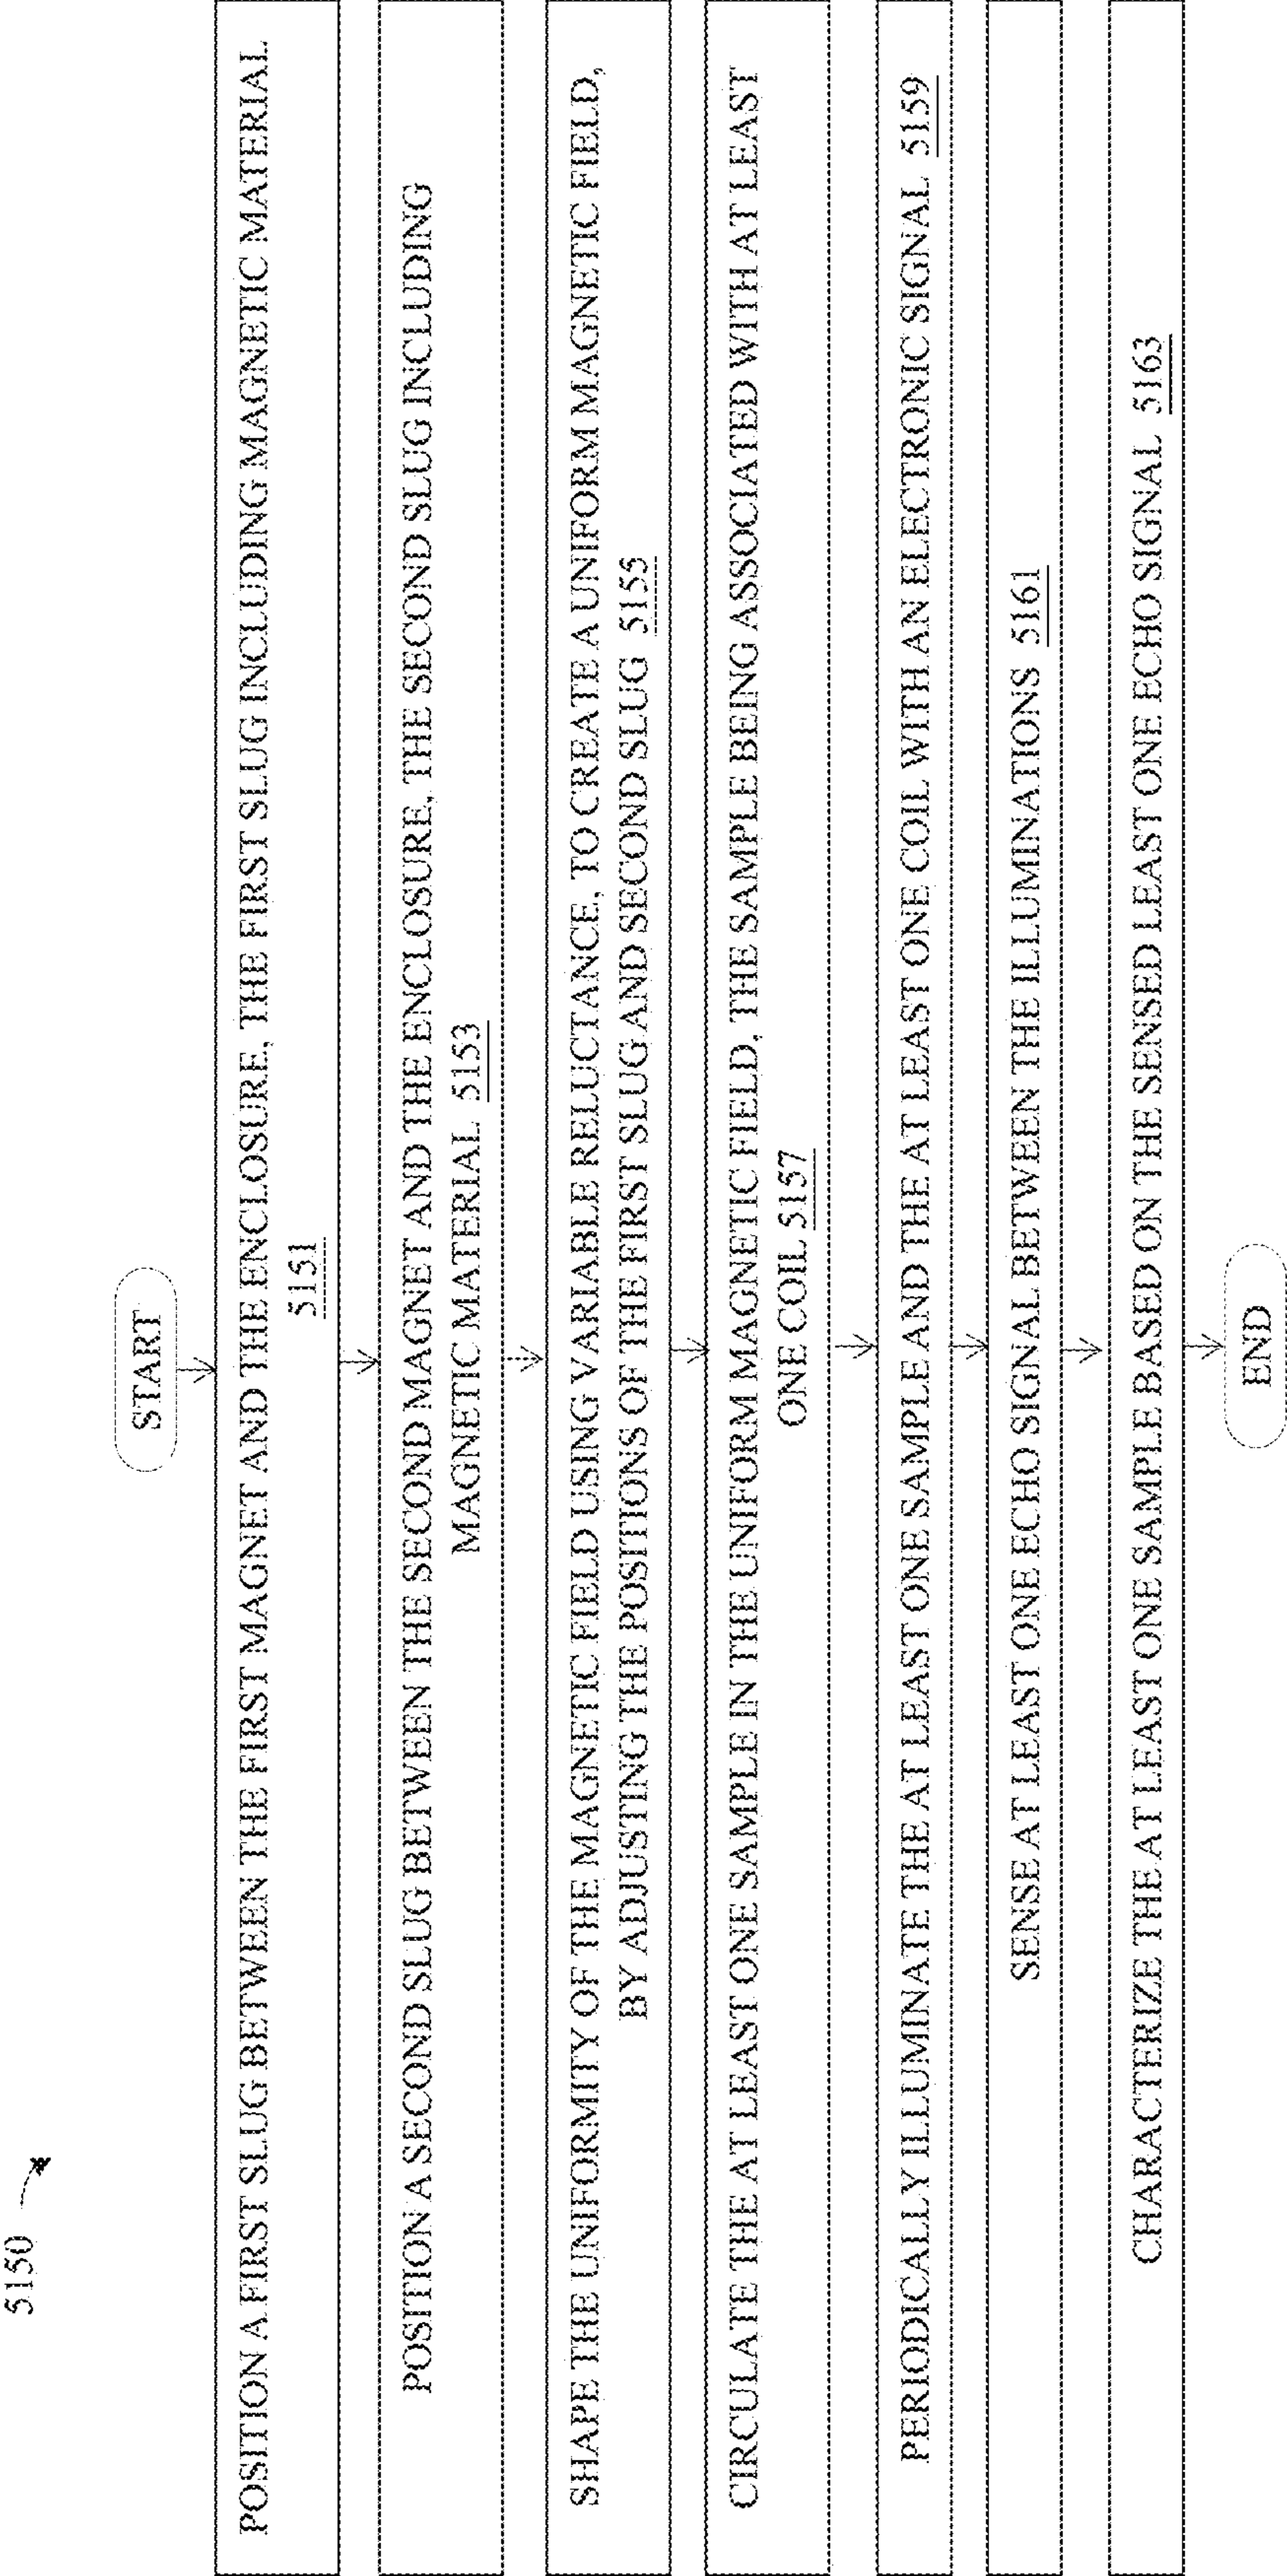 5150
START
POSITION A FIRST SLUG BETWEEN THE FIRST MAGNET AND THE ENCLOSURE, THE FIRST SLUG INCLUDING MAGNETIC MATERIAL
5151
POSITION A SECOND SLUG BETWEEN THE SECOND MAGNET AND THE ENCLOSURE, THE SECOND SLUG INCLUDING
MAGNETIC MATERIAL 5153
SHAPE THE UNIFORMITY OF THE MAGNETIC FIELD USING VARIABLE RELUCTANCE, TO CREATE A UNIFORM MAGNETIC FIELD,
BY ADJUSTING THE POSITIONS OF THE FIRST SLUG AND SECOND SLUG 5155
CIRCULATE THE AT LEAST ONE SAMPLE IN THE UNIFORM MAGNETIC FIELD, THE SAMPLE BEING ASSOCIATED WITH AT LEAST
ONE COIL 5157
PERIODICALLY ILLUMINATE THE AT LEAST ONE SAMPLE AND THE AT LEAST ONE COIL WITH AN ELECTRONIC SIGNAL 5159
SENSE AT LEAST ONE ECHO SIGNAL BETWEEN THE ILLUMINATIONS 5161
CHARACTERIZE THE AT LEAST ONE SAMPLE BASED ON THE SENSED LEAST ONE ECHO SIGNAL 5163
END